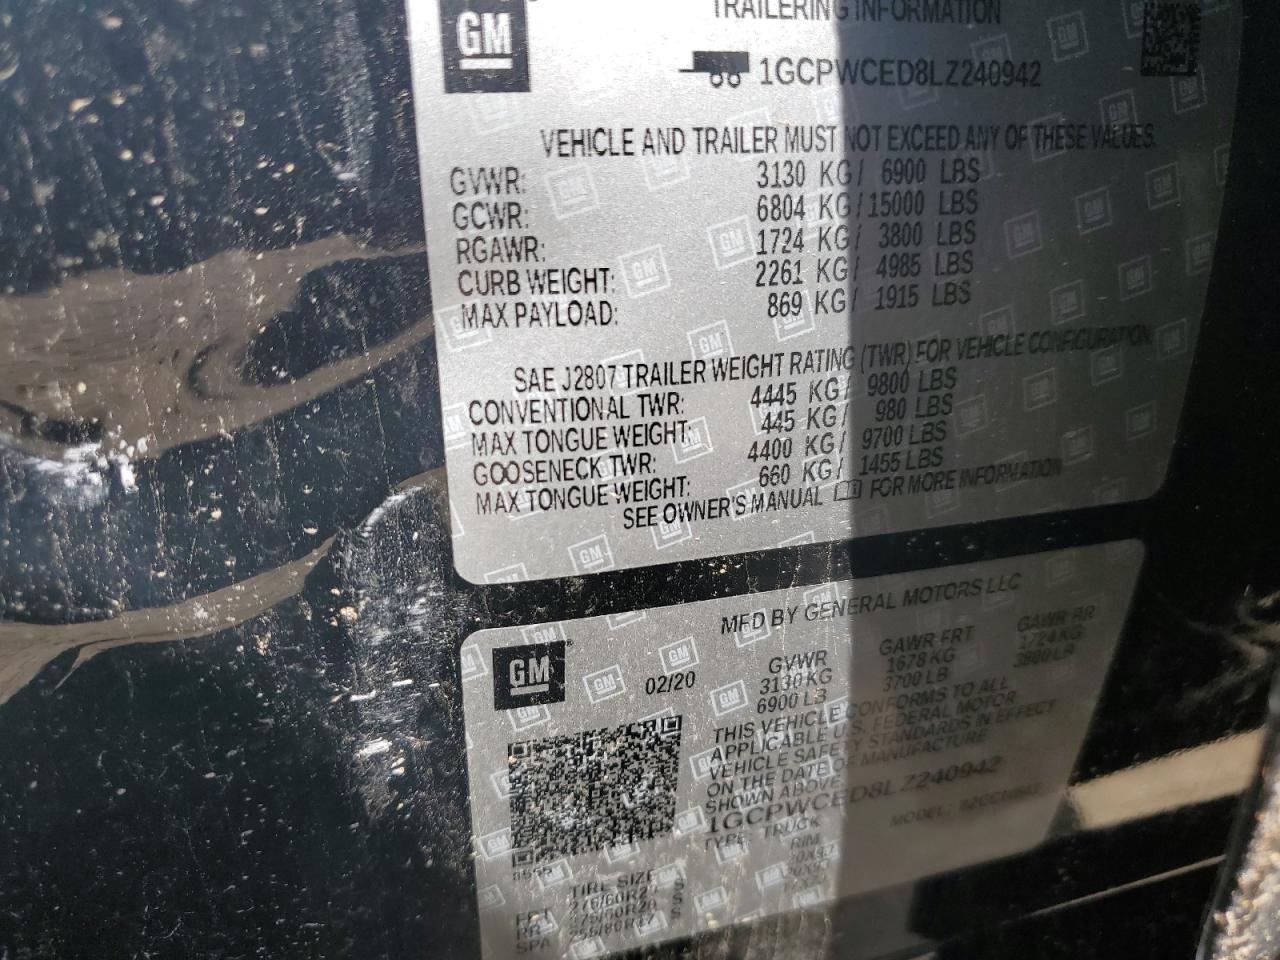 GM
TRAILERING INFORMATION
1GCPWCED8LZ240942
VEHICLE AND TRAILER MUST NOT EXCEED ANY OF THESE VALUES.
GVWR: 3130 KG/ 6900 LBS
GCWR: 6804 KG/15000 LBS
RGAWR: 1724 KG/ 3800 LBS
CURB WEIGHT: 2261 KG/ 4985 LBS
MAX PAYLOAD: 869 KG/ 1915 LBS
SAE J2807 TRAILER WEIGHT RATING (TWR) FOR VEHICLE CONFIGURATION.
CONVENTIONAL TWR: 4445 KG/ 9800 LBS
MAX TONGUE WEIGHT: 445 KG/ 980 LBS
GOOSENECK TWR: 4400 KG/ 9700 LBS
MAX TONGUE WEIGHT: 660 KG/ 1455 LBS
SEE OWNER'S MANUAL FOR MORE INFORMATION
GM
MFD BY GENERAL MOTORS LLC
02/20
GVWR GAWR FRT GAWR RR
3130 KG 1678 KG 1724 KG
6900 LB 3700 LB 3800 LB
THIS VEHICLE CONFORMS TO ALL
APPLICABLE U.S. FEDERAL MOTOR
VEHICLE SAFETY STANDARDS IN EFFECT
ON THE DATE OF MANUFACTURE
SHOWN ABOVE.
1GCPWCED8LZ240942
TYPE: TRUCK MODEL:
TIRE SIZE RIM
FRT
RR
SPA